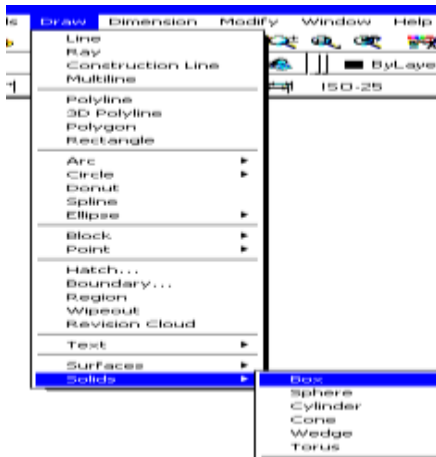 ls Draw Dimension Modify Window Help
Line
Ray
Construction Line
Multiline
ByLaye
ISO-25
Polyline
3D Polyline
Polygon
Rectangle
Arc
Circle
Donut
Spline
Ellipse
Block
Point
Hatch...
Boundary...
Region
Wipeout
Revision Cloud
Text
Surfaces
Solids
Box
Sphere
Cylinder
Cone
Wedge
Torus